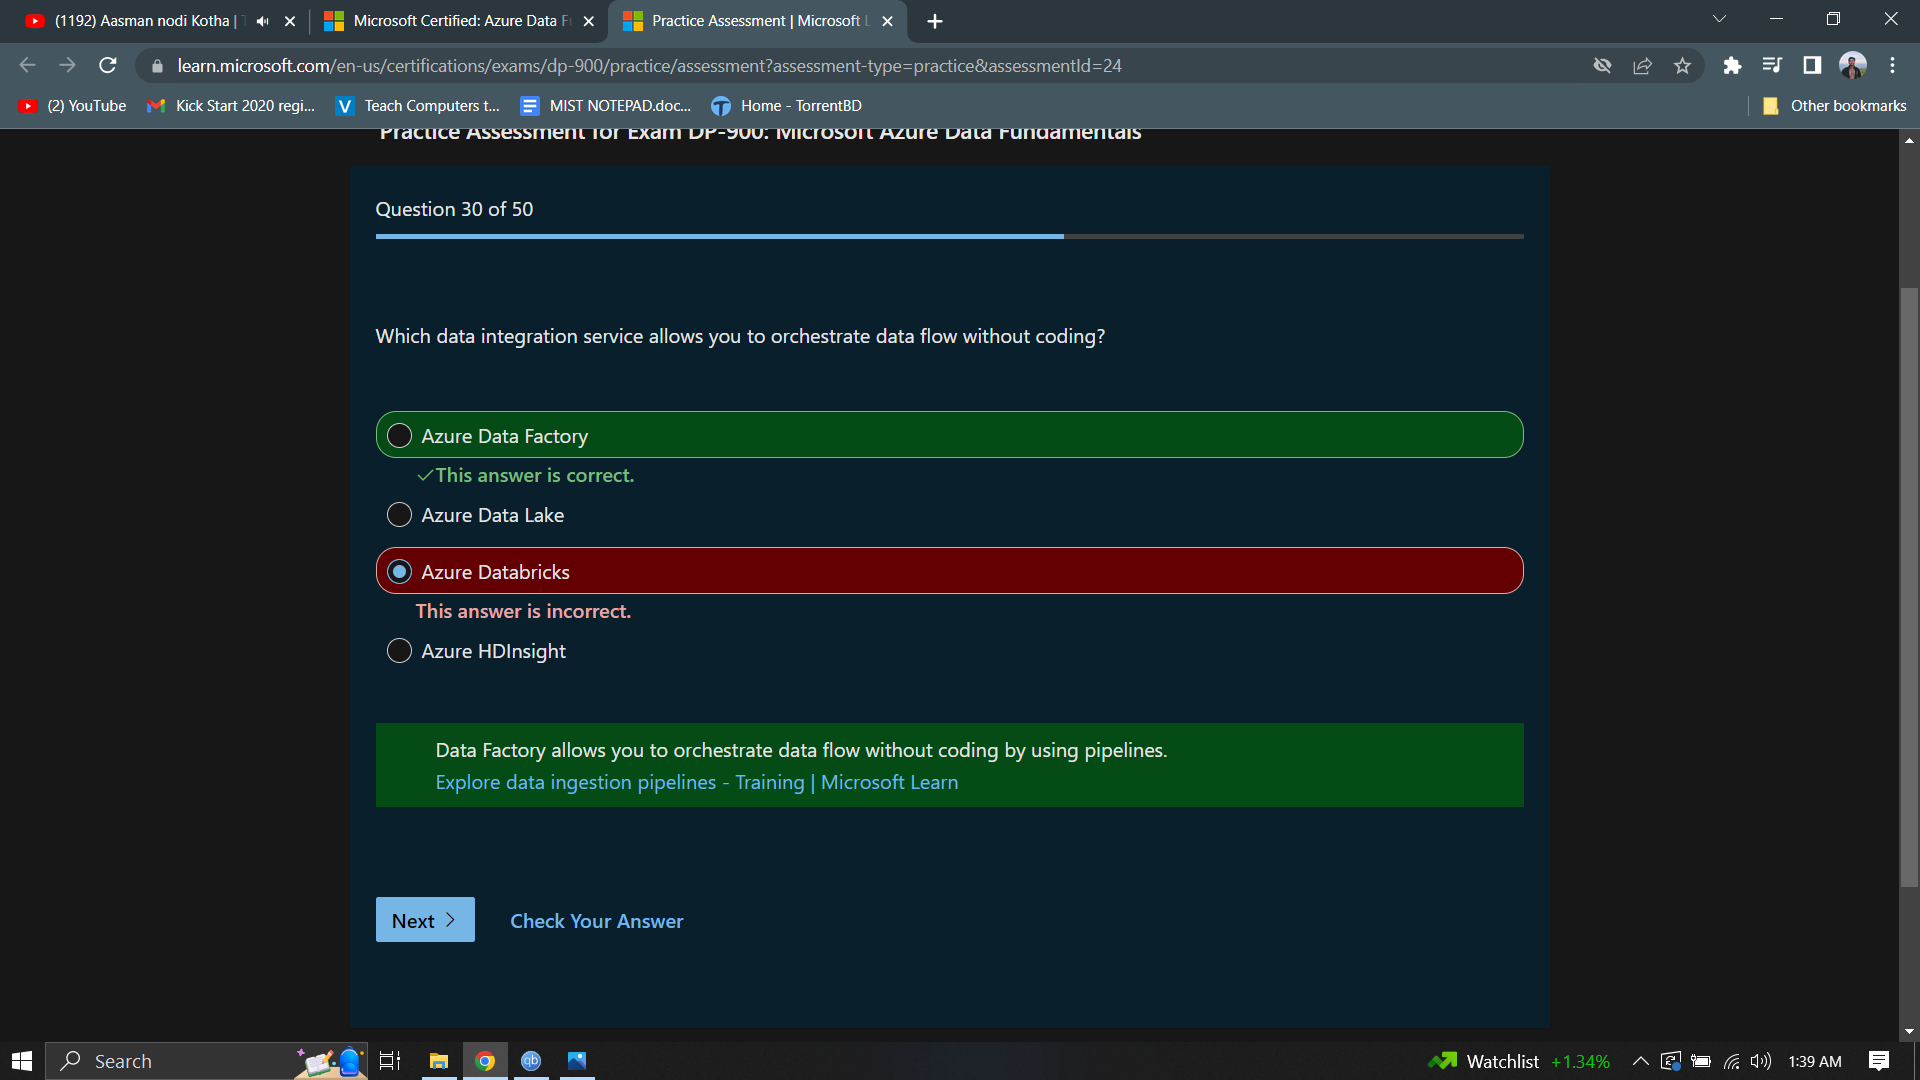 (1192) Aasman nodi Kotha |
Microsoft Certified: Azure Data F
Practice Assessment | Microsoft L
learn.microsoft.com/en-us/certifications/exams/dp-900/practice/assessment?assessment-type=practice&assessmentId=24
(2) YouTube
Kick Start 2020 regi...
V Teach Computers t...
MIST NOTEPAD.doc...
Home - TorrentBD
Other bookmarks
Practice Assessment for Exam DP-900: Microsoft Azure Data Fundamentals
Question 30 of 50
Which data integration service allows you to orchestrate data flow without coding?
Azure Data Factory
This answer is correct.
Azure Data Lake
Azure Databricks
This answer is incorrect.
Azure HDInsight
Data Factory allows you to orchestrate data flow without coding by using pipelines.
Explore data ingestion pipelines - Training | Microsoft Learn
Next
Check Your Answer
Search
qb
Watchlist +1.34%
1:39 AM